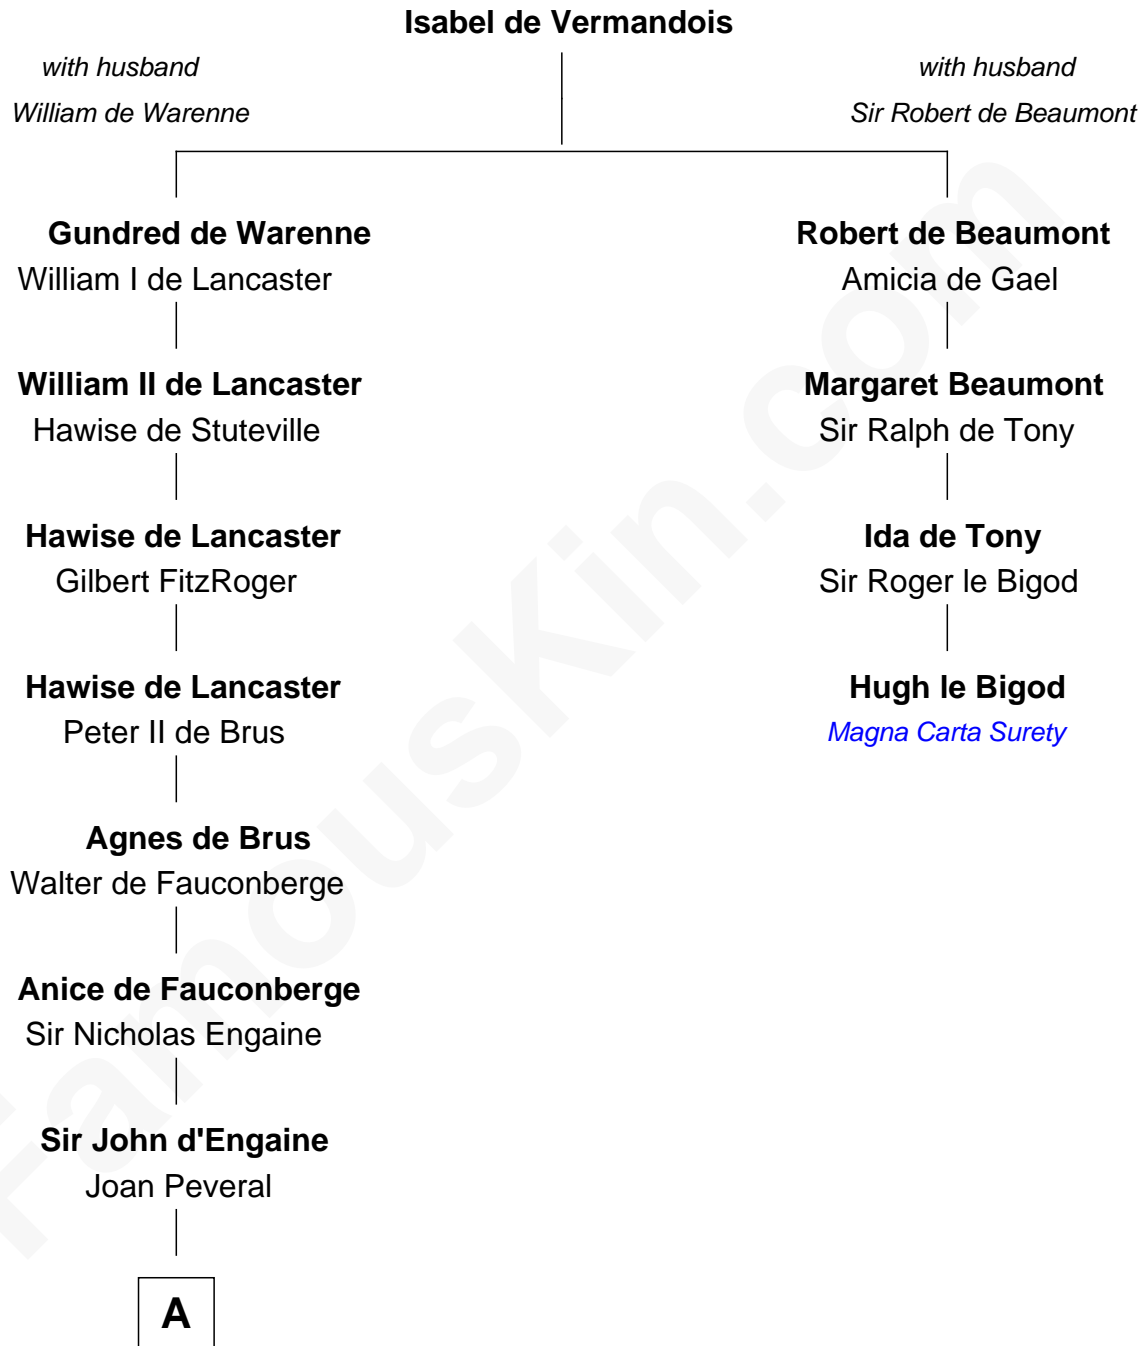 Isabel de Vermandois
with husband
William de Warenne
with husband
Sir Robert de Beaumont
Gundred de Warenne
William I de Lancaster
Robert de Beaumont
Amicia de Gael
William II de Lancaster
Hawise de Stuteville
Margaret Beaumont
Sir Ralph de Tony
Hawise de Lancaster
Gilbert FitzRoger
Ida de Tony
Sir Roger le Bigod
Hawise de Lancaster
Peter II de Brus
Hugh le Bigod
Magna Carta Surety
Agnes de Brus
Walter de Fauconberge
Anice de Fauconberge
Sir Nicholas Engaine
Sir John d'Engaine
Joan Peveral
A
FamousKin.com